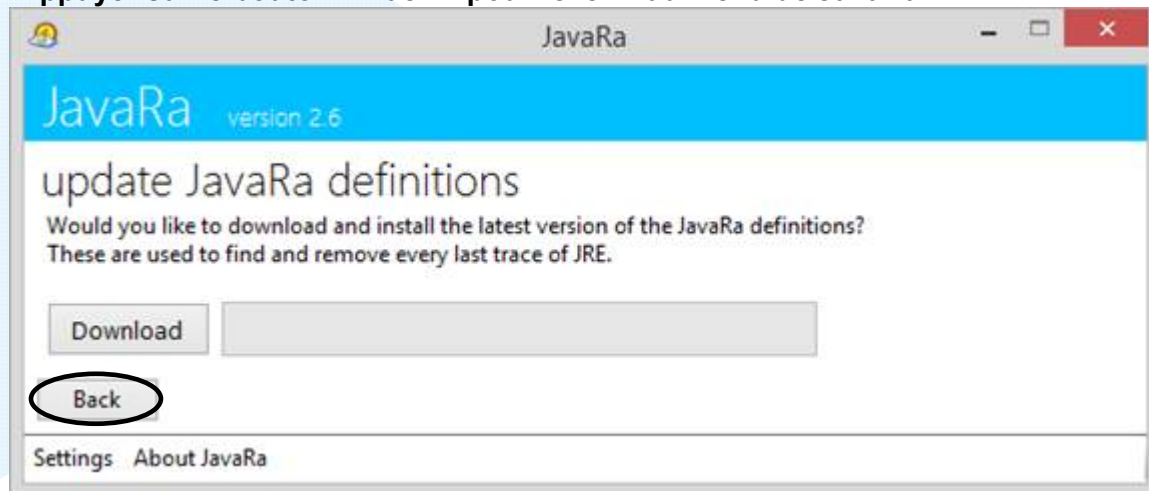 JavaRa
JavaRa version 2.6
update JavaRa definitions
Would you like to download and install the latest version of the JavaRa definitions?
These are used to find and remove every last trace of JRE.
Download
Back
Settings About JavaRa